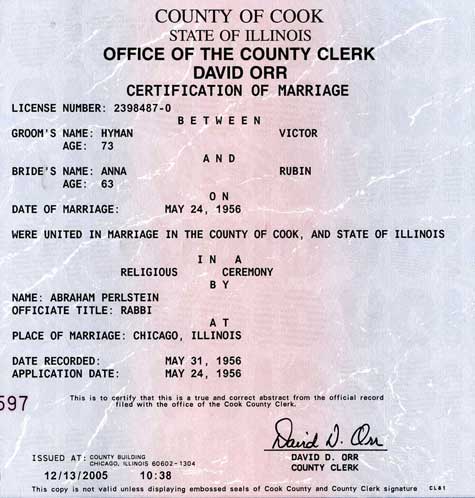 COUNTY OF COOK
STATE OF ILLINOIS
OFFICE OF THE COUNTY CLERK
DAVID ORR
CERTIFICATION OF MARRIAGE
LICENSE NUMBER: 2398487-0
B E T W E E N
GROOM'S NAME: HYMAN VICTOR
AGE: 73
A N D
BRIDE'S NAME: ANNA RUBIN
AGE: 63
O N
DATE OF MARRIAGE: MAY 24, 1956
WERE UNITED IN MARRIAGE IN THE COUNTY OF COOK, AND STATE OF ILLINOIS
I N A
RELIGIOUS CEREMONY
B Y
NAME: ABRAHAM PERLSTEIN
OFFICIATE TITLE: RABBI
A T
PLACE OF MARRIAGE: CHICAGO, ILLINOIS
DATE RECORDED: MAY 31, 1956
APPLICATION DATE: MAY 24, 1956
597
This is to certify that this is a true and correct abstract from the official record
filed with the office of the Cook County Clerk.
David D. Orr
ISSUED AT: COUNTY BUILDING
CHICAGO, ILLINOIS 60602-1304
DAVID D. ORR
COUNTY CLERK
12/13/2005 10:38
This copy is not valid unless displaying embossed seals of Cook County and County Clerk signature CL81